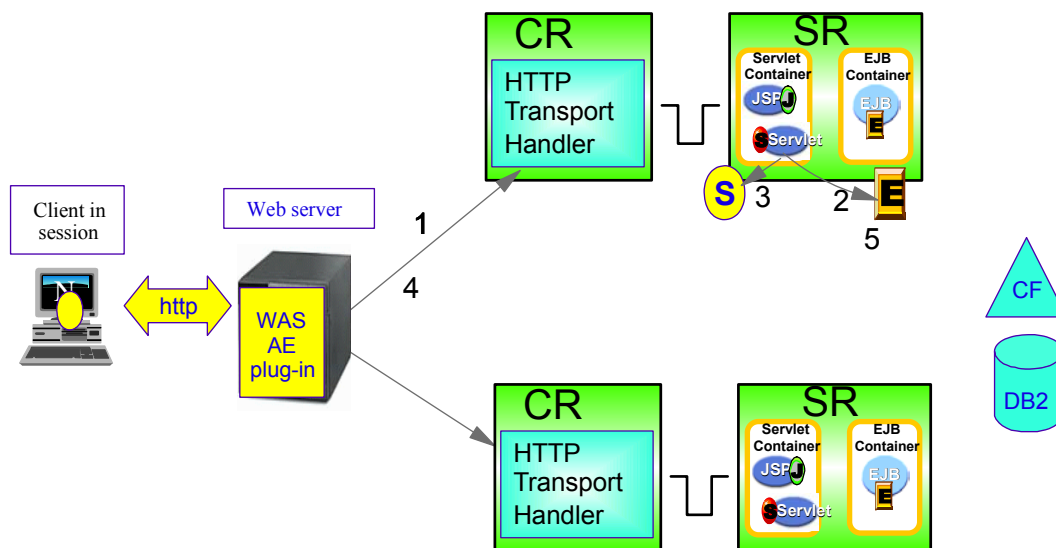 CR
HTTP
Transport
Handler
SR
Servlet
Container
JSP J
S Servlet
EJB
Container
EJB
E
S
3
2
E
5
1
4
Client in
session
N
http
Web server
WAS
AE
plug-in
CF
DB2
CR
HTTP
Transport
Handler
SR
Servlet
Container
JSP J
S Servlet
EJB
Container
EJB
E